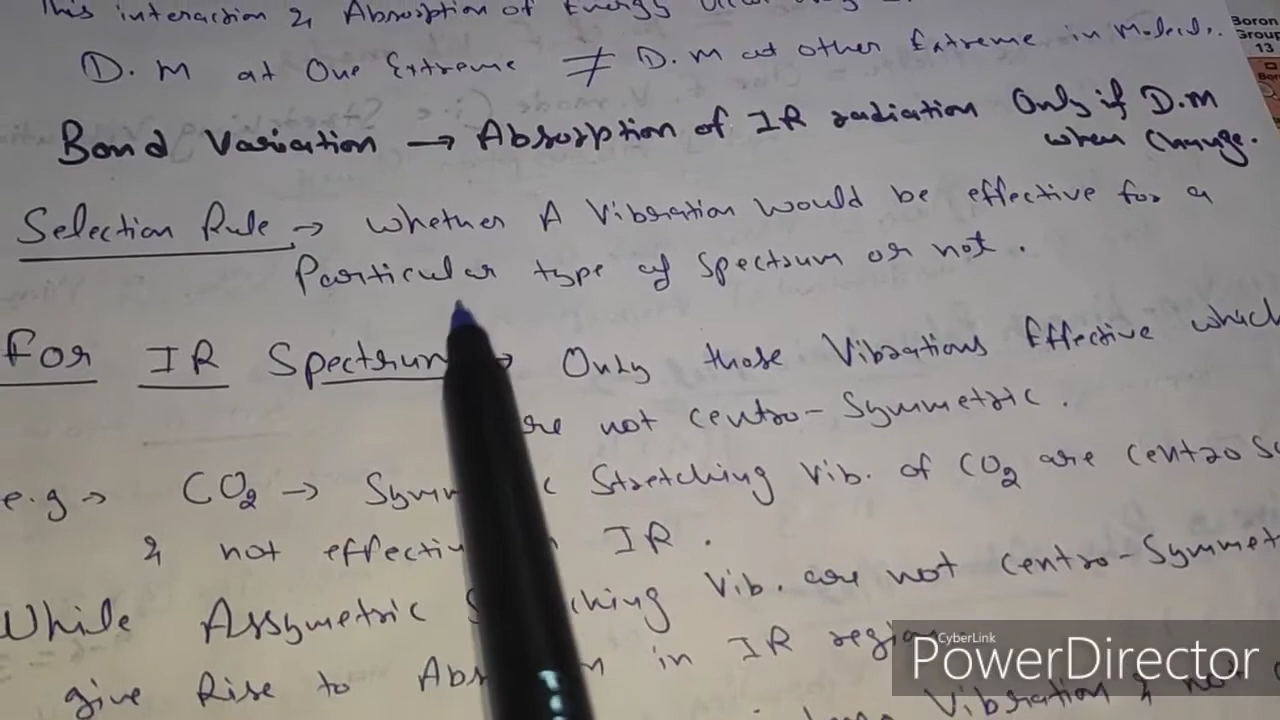 This interaction & Absorption of Energy
D.M at One Extreme ≠ D.M at other Extreme in Molecule.
Bond Variation → Absorption of IR radiation Only if D.M
when Change.
Selection Rule → whether A Vibration would be effective for a
Particular type of Spectrum or not.
For IR Spectrum → Only those Vibrations Effective which
are not centro-Symmetric.
e.g → CO2 → Stretching Vib. of CO2 are Centro
& not effective IR.
While Assymetric Vib. are not Centro-Symmet
give Rise to in IR region
Vibration &
Boron
Group
13
CyberLink
PowerDirector